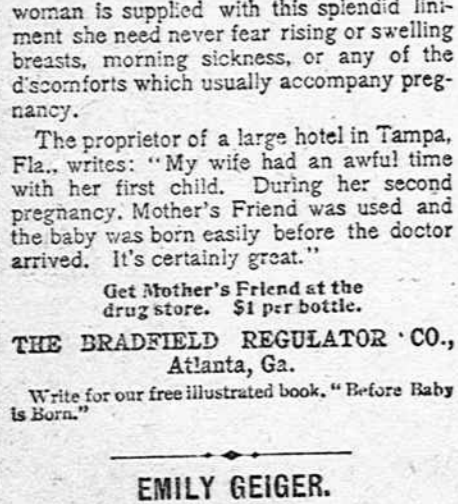 woman is supplied with this splendid lini-
ment she need never fear rising or swelling
breasts, morning sickness, or any of the
d'scomforts which usually accompany preg-
nancy.
The proprietor of a large hotel in Tampa,
Fla., writes: "My wife had an awful time
with her first child. During her second
pregnancy, Mother's Friend was used and
the baby was born easily before the doctor
arrived. It's certainly great."
Get Mother's Friend at the
drug store. $1 per bottle.
THE BRADFIELD REGULATOR CO.,
Atlanta, Ga.
Write for our free illustrated book, "Before Baby
is Born."
EMILY GEIGER.